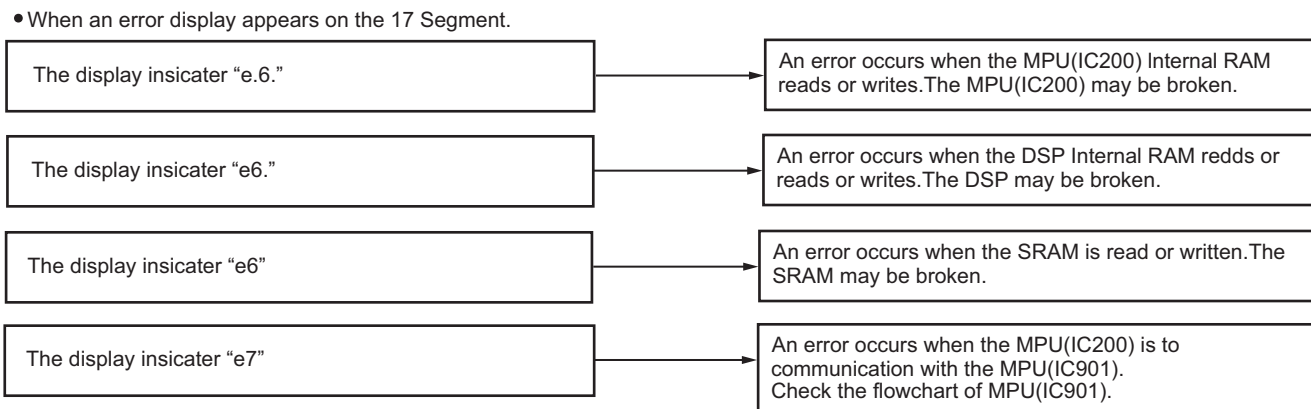 • When an error display appears on the 17 Segment.
The display insicater “e.6.”
An error occurs when the MPU(IC200) Internal RAM
reads or writes.The MPU(IC200) may be broken.
The display insicater “e6.”
An error occurs when the DSP Internal RAM redds or
reads or writes.The DSP may be broken.
The display insicater “e6”
An error occurs when the SRAM is read or written.The
SRAM may be broken.
The display insicater “e7”
An error occurs when the MPU(IC200) is to
communication with the MPU(IC901).
Check the flowchart of MPU(IC901).